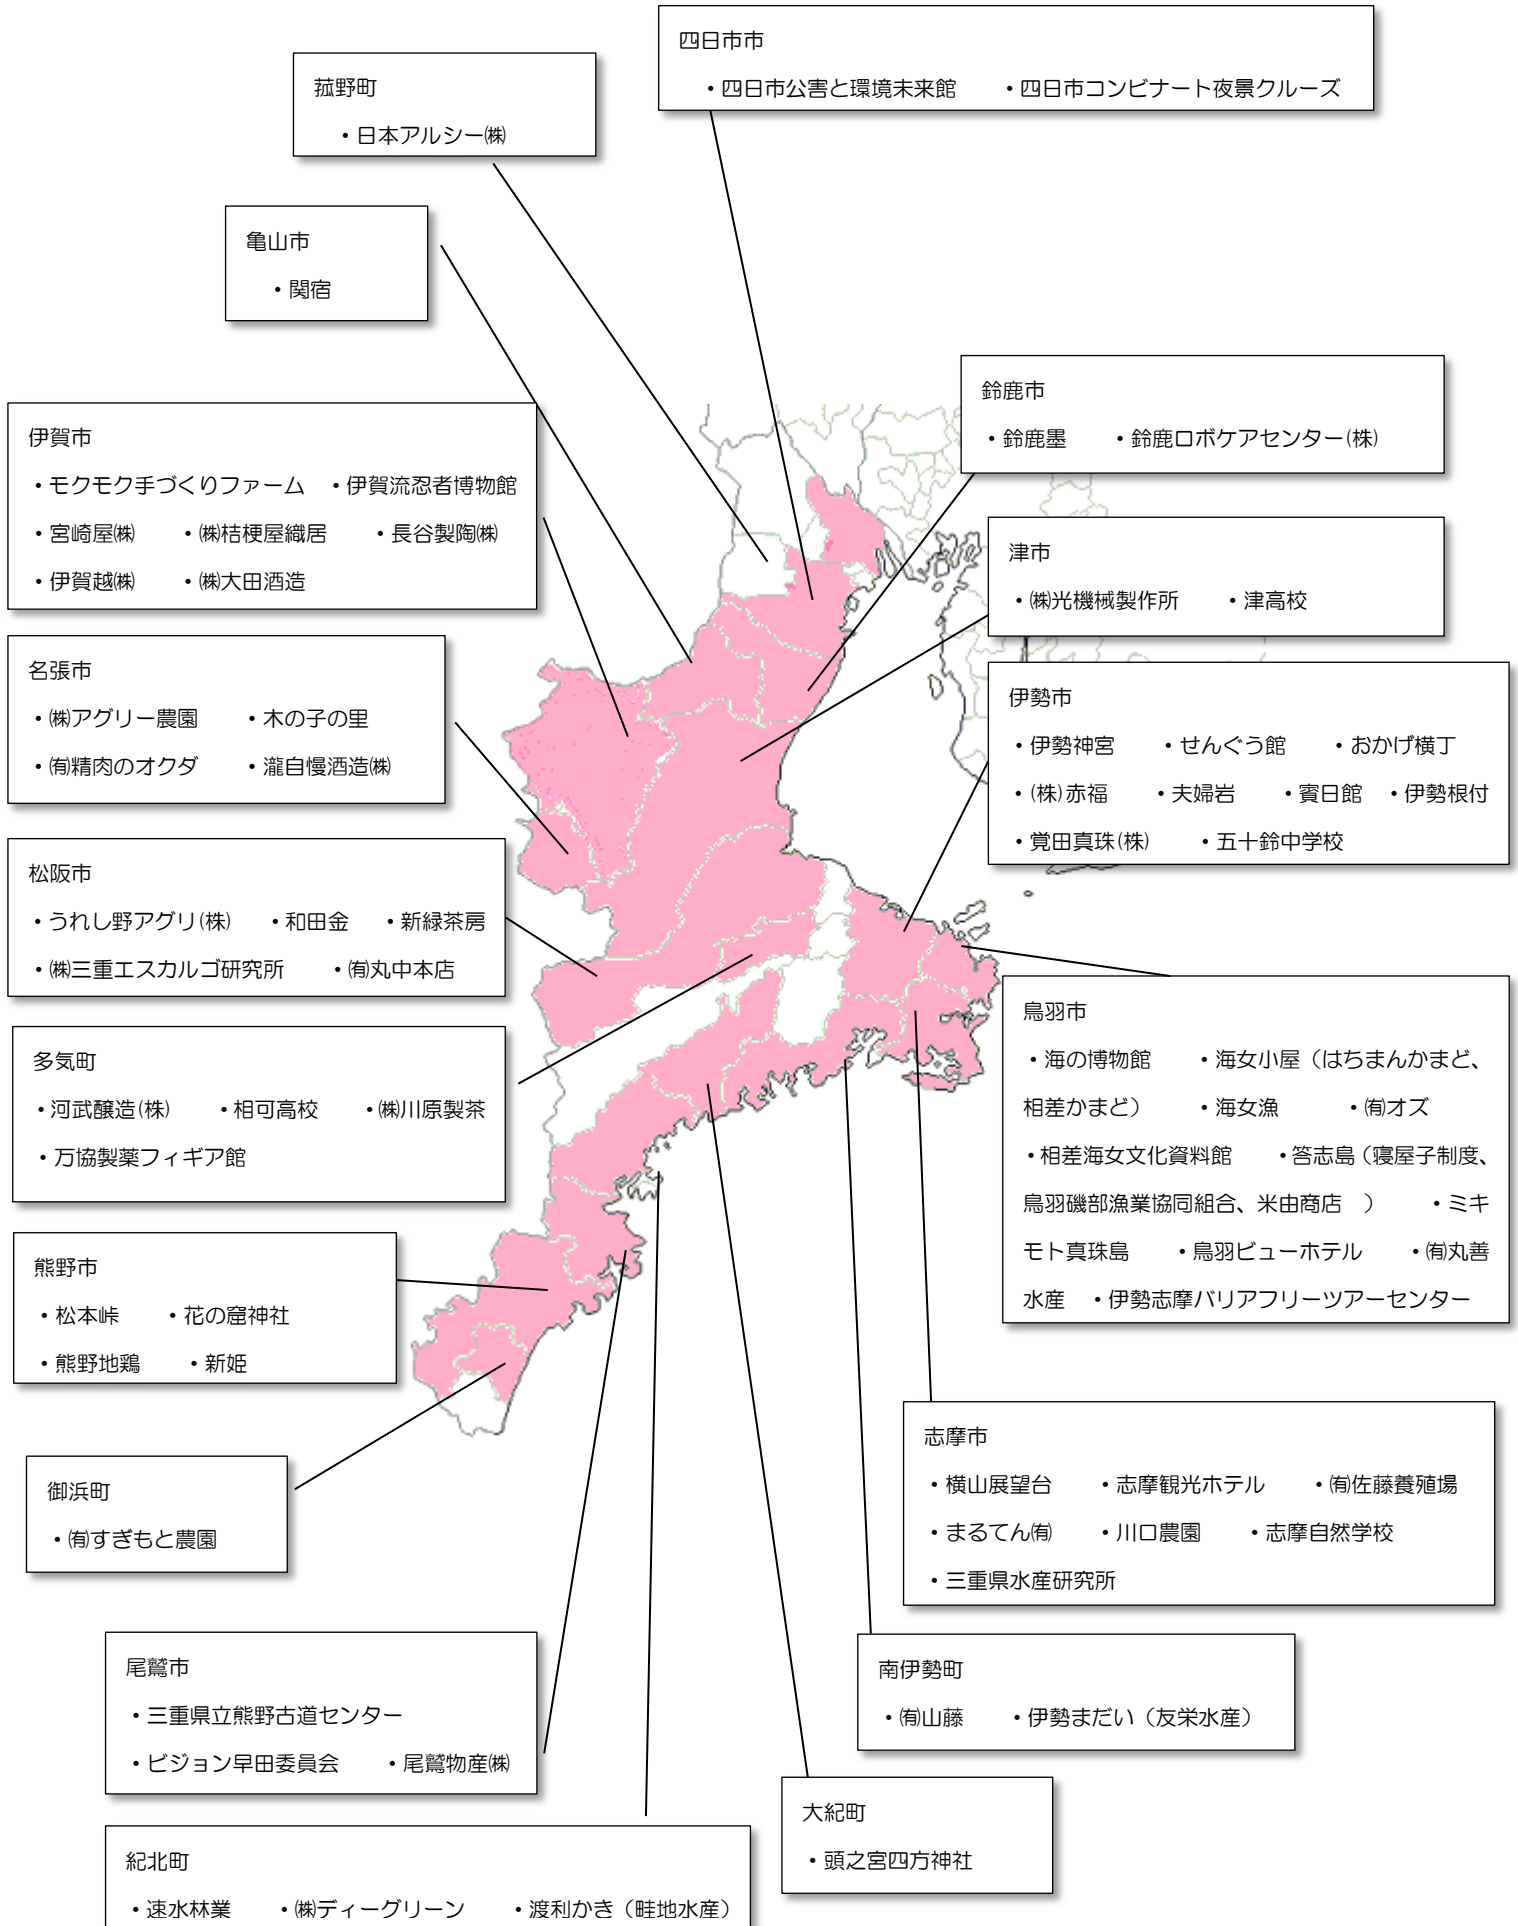 四日市市
・四日市公害と環境未来館　・四日市コンビナート夜景クルーズ
菰野町
・日本アルシー㈱
亀山市
・関宿
鈴鹿市
・鈴鹿墨　・鈴鹿ロボケアセンター(株)
伊賀市
・モクモク手づくりファーム　・伊賀流忍者博物館
・宮崎屋㈱　・㈱桔梗屋織居　・長谷製陶㈱
・伊賀越㈱　・㈱大田酒造
津市
・㈱光機械製作所　・津高校
名張市
・㈱アグリー農園　・木の子の里
・㈲精肉のオクダ　・瀧自慢酒造㈱
伊勢市
・伊勢神宮　・せんぐう館　・おかげ横丁
・(株)赤福　・夫婦岩　・賓日館　・伊勢根付
・覚田真珠(株)　・五十鈴中学校
松阪市
・うれし野アグリ(株)　・和田金　・新緑茶房
・㈱三重エスカルゴ研究所　・㈲丸中本店
鳥羽市
・海の博物館　・海女小屋（はちまんかまど、
相差かまど）　・海女漁　・㈲オズ
・相差海女文化資料館　・答志島（寝屋子制度、
鳥羽磯部漁業協同組合、米由商店　）　・ミキ
モト真珠島　・鳥羽ビューホテル　・㈲丸善
水産　・伊勢志摩バリアフリーツアーセンター
多気町
・河武醸造(株)　・相可高校　・㈱川原製茶
・万協製薬フィギア館
熊野市
・松本峠　・花の窟神社
・熊野地鶏　・新姫
志摩市
・横山展望台　・志摩観光ホテル　・㈲佐藤養殖場
・まるてん㈲　・川口農園　・志摩自然学校
・三重県水産研究所
御浜町
・㈲すぎもと農園
尾鷲市
・三重県立熊野古道センター
・ビジョン早田委員会　・尾鷲物産㈱
南伊勢町
・㈲山藤　・伊勢まだい（友栄水産）
大紀町
・頭之宮四方神社
紀北町
・速水林業　・㈱ディーグリーン　・渡利かき（畦地水産）